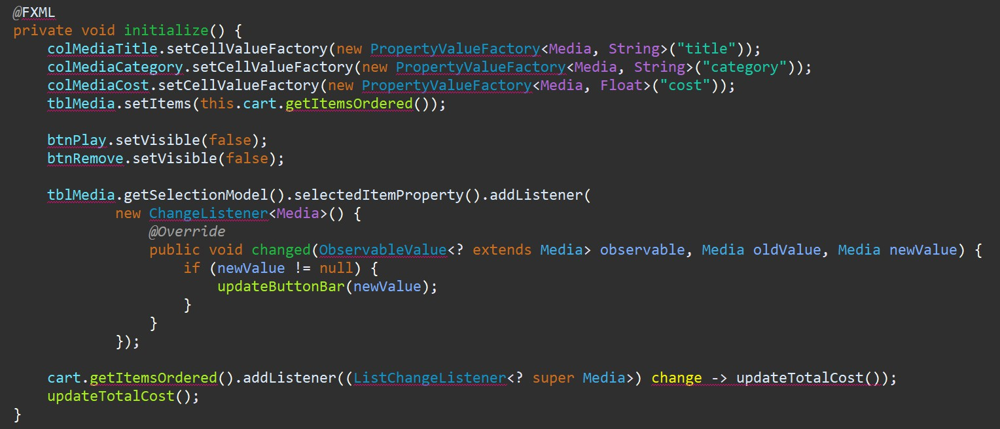 @FXML
private void initialize() {
    colMediaTitle.setCellValueFactory(new PropertyValueFactory<Media, String>("title"));
    colMediaCategory.setCellValueFactory(new PropertyValueFactory<Media, String>("category"));
    colMediaCost.setCellValueFactory(new PropertyValueFactory<Media, Float>("cost"));
    tblMedia.setItems(this.cart.getItemsOrdered());

    btnPlay.setVisible(false);
    btnRemove.setVisible(false);

    tblMedia.getSelectionModel().selectedItemProperty().addListener(
            new ChangeListener<Media>() {
                @Override
                public void changed(ObservableValue<? extends Media> observable, Media oldValue, Media newValue) {
                    if (newValue != null) {
                        updateButtonBar(newValue);
                    }
                }
            });

    cart.getItemsOrdered().addListener((ListChangeListener<? super Media>) change -> updateTotalCost());
    updateTotalCost();
}